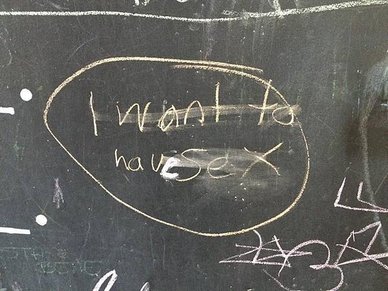 I want to
have sex